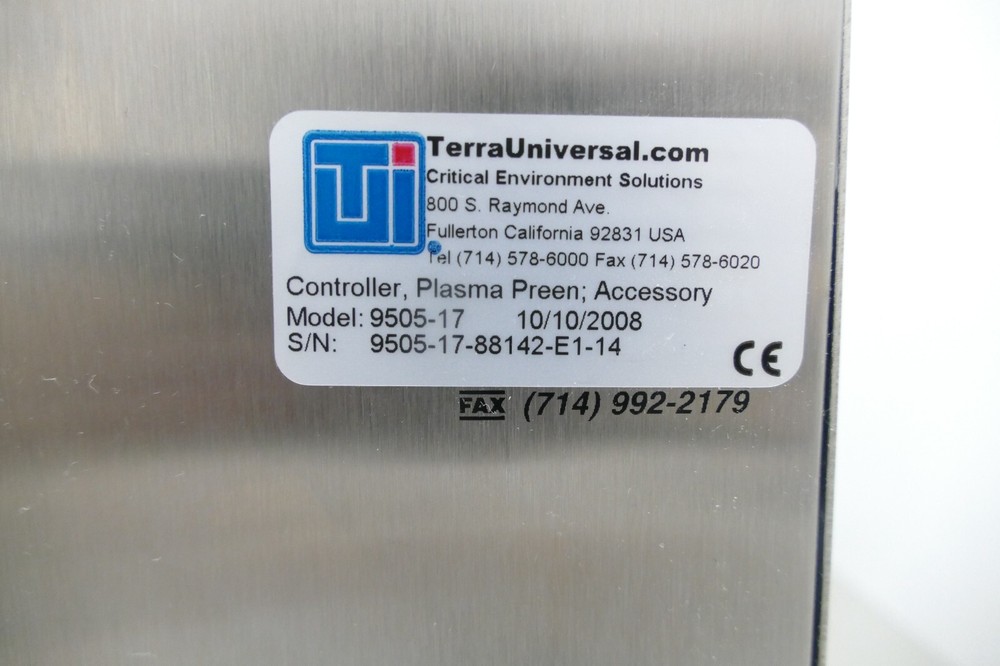 TUi
TerraUniversal.com
Critical Environment Solutions
800 S. Raymond Ave.
Fullerton California 92831 USA
Tel (714) 578-6000 Fax (714) 578-6020
Controller, Plasma Preen; Accessory
Model: 9505-17 10/10/2008
S/N: 9505-17-88142-E1-14
CE
FAX (714) 992-2179